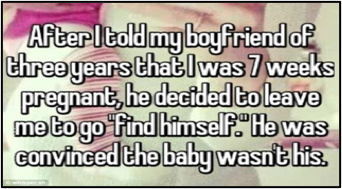 After I told my boyfriend of
three years that I was 7 weeks
pregnant, he decided to leave
me to go "find himself." He was
convinced the baby wasn't his.